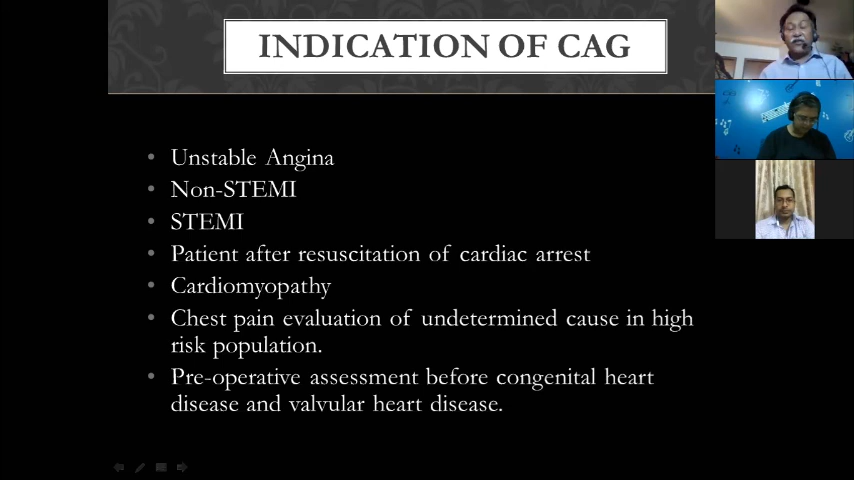 INDICATION OF CAG
• Unstable Angina
• Non-STEMI
• STEMI
• Patient after resuscitation of cardiac arrest
• Cardiomyopathy
• Chest pain evaluation of undetermined cause in high
risk population.
• Pre-operative assessment before congenital heart
disease and valvular heart disease.